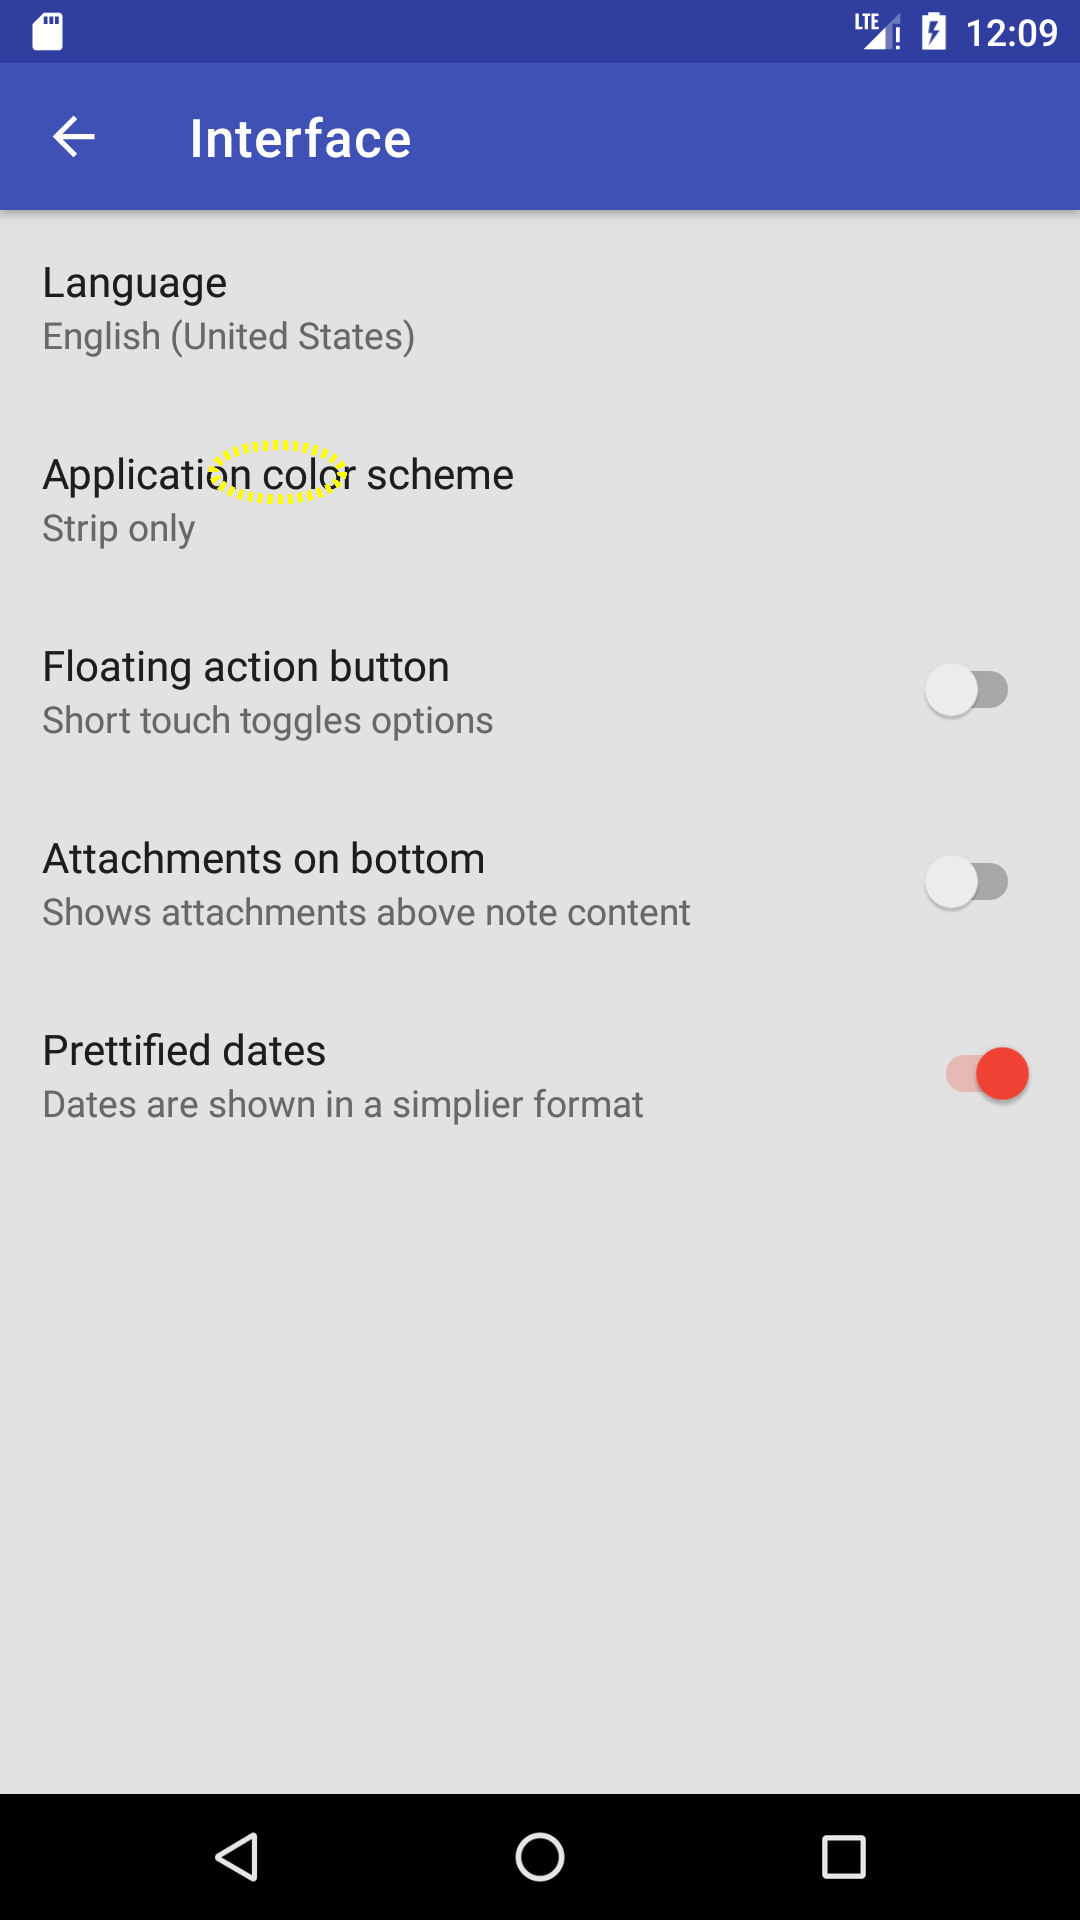 LTE 12:09
Interface
Language
English (United States)
Application color scheme
Strip only
Floating action button
Short touch toggles options
Attachments on bottom
Shows attachments above note content
Prettified dates
Dates are shown in a simplier format